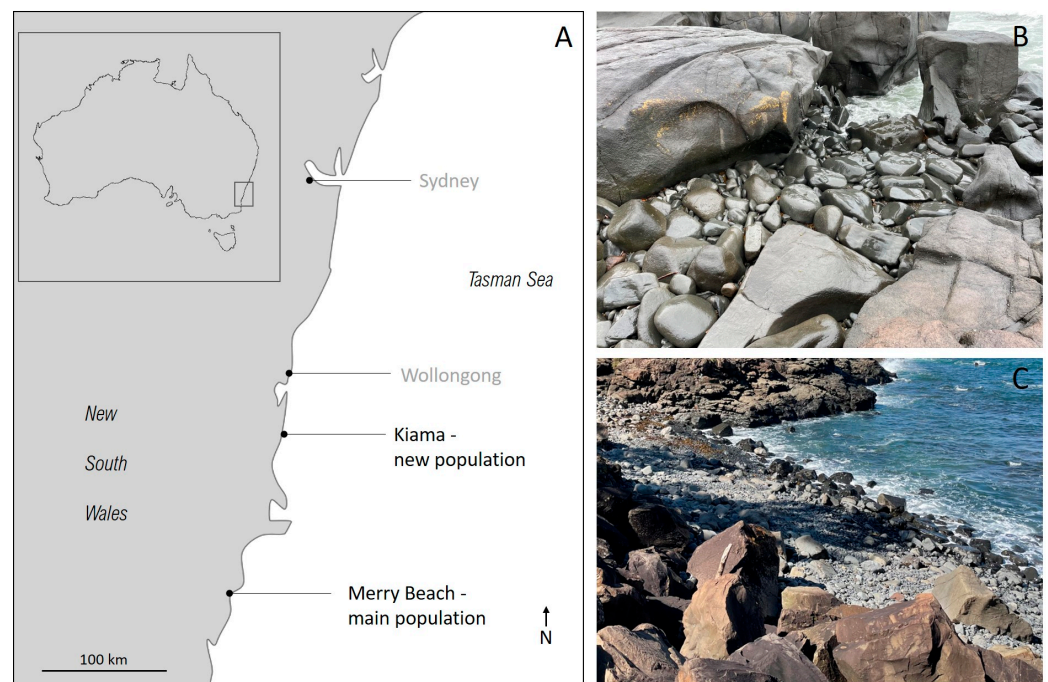 A
Sydney
Tasman Sea
Wollongong
New
South
Wales
Kiama -
new population
Merry Beach -
main population
N
100 km
B
C